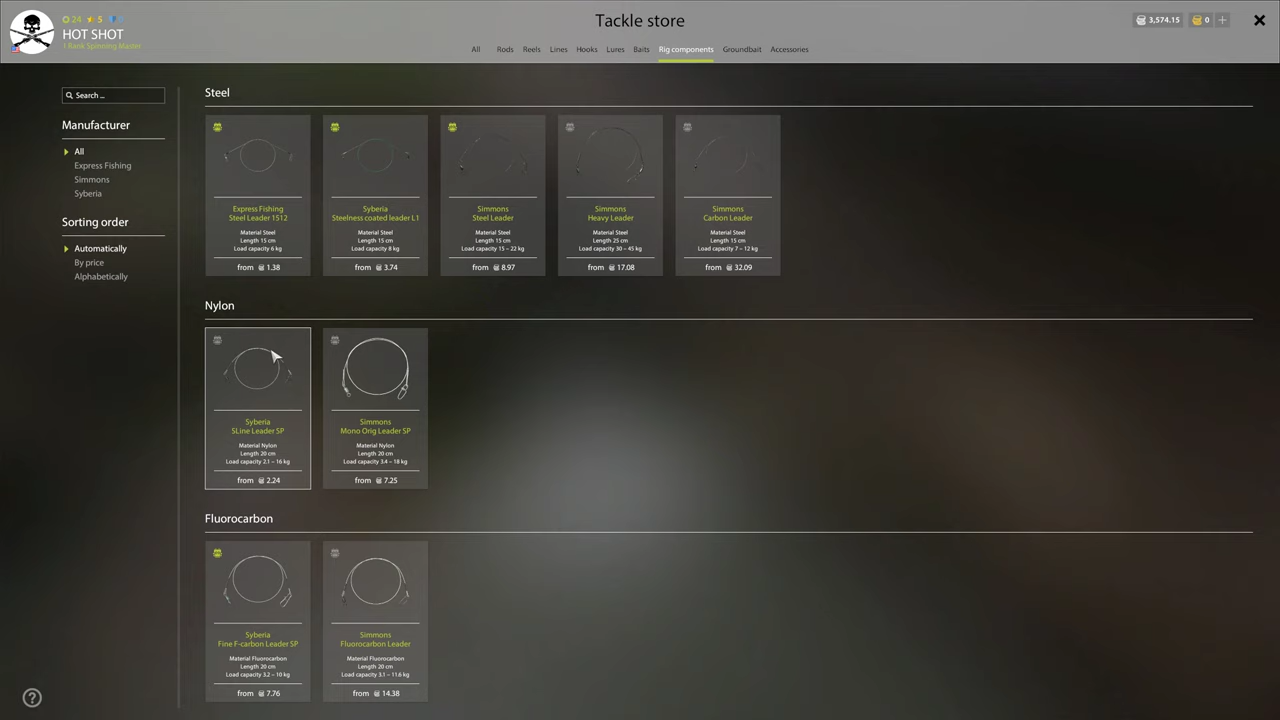 24 5
HOT SHOT
1 Rank Spinning Master
Tackle store
3,574.15 0 +
All Rods Reels Lines Hooks Lures Baits Rig components Groundbait Accessories
Search ...
Manufacturer
All
Express Fishing
Simmons
Syberia
Sorting order
Automatically
By price
Alphabetically
Steel
Express Fishing
Steel Leader 1512
Material Steel
Length 15 cm
Load capacity 6 kg
from 1.38
Syberia
Steelness coated leader L1
Material Steel
Length 15 cm
Load capacity 8 kg
from 3.74
Simmons
Steel Leader
Material Steel
Length 15 cm
Load capacity 15 – 22 kg
from 8.97
Simmons
Heavy Leader
Material Steel
Length 25 cm
Load capacity 30 – 45 kg
from 17.08
Simmons
Carbon Leader
Material Steel
Length 15 cm
Load capacity 7 – 12 kg
from 32.09
Nylon
Syberia
SLine Leader SP
Material Nylon
Length 20 cm
Load capacity 2.1 – 16 kg
from 2.24
Simmons
Mono Orig Leader SP
Material Nylon
Length 20 cm
Load capacity 3.4 – 18 kg
from 7.25
Fluorocarbon
Syberia
Fine F-carbon Leader SP
Material Fluorocarbon
Length 20 cm
Load capacity 3.2 – 10 kg
from 7.76
Simmons
Fluorocarbon Leader
Material Fluorocarbon
Length 20 cm
Load capacity 3.1 – 11.6 kg
from 14.38
?